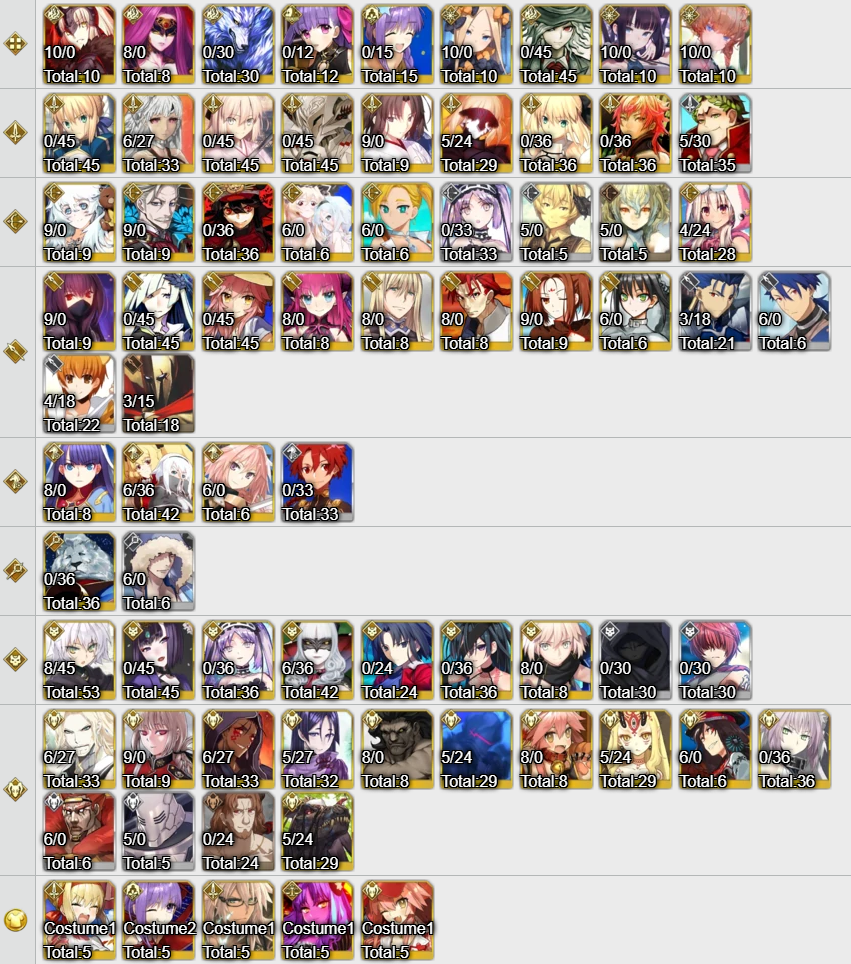 10/0 8/0 0/30 0/12 0/15 10/0 0/45 10/0 10/0
Total:10 Total:8 Total:30 Total:12 Total:15 Total:10 Total:45 Total:10 Total:10
0/45 6/27 0/45 0/45 9/0 5/24 0/36 0/36 5/30
Total:45 Total:33 Total:45 Total:45 Total:9 Total:29 Total:36 Total:36 Total:35
9/0 9/0 0/36 6/0 6/0 0/33 5/0 5/0 4/24
Total:9 Total:9 Total:36 Total:6 Total:6 Total:33 Total:5 Total:5 Total:28
9/0 0/45 0/45 8/0 8/0 8/0 9/0 6/0 3/18 6/0
Total:9 Total:45 Total:45 Total:8 Total:8 Total:8 Total:9 Total:6 Total:21 Total:6
4/18 3/15
Total:22 Total:18
8/0 6/36 6/0 0/33
Total:8 Total:42 Total:6 Total:33
0/36 6/0
Total:36 Total:6
8/45 0/45 0/36 6/36 0/24 0/36 8/0 0/30 0/30
Total:53 Total:45 Total:36 Total:42 Total:24 Total:36 Total:8 Total:30 Total:30
6/27 9/0 6/27 5/27 8/0 5/24 8/0 5/24 6/0 0/36
Total:33 Total:9 Total:33 Total:32 Total:8 Total:29 Total:8 Total:29 Total:6 Total:36
6/0 5/0 0/24 5/24
Total:6 Total:5 Total:24 Total:29
Costume1 Costume2 Costume1 Costume1 Costume1
Total:5 Total:5 Total:5 Total:5 Total:5